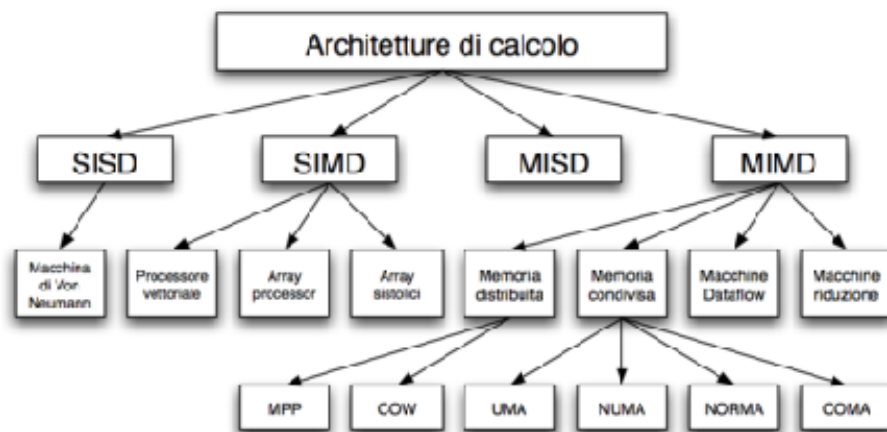 Architetture di calcolo
SISD
SIMD
MISD
MIMD
Macchina
di Von
Neumann
Processore
vettoriale
Array
processor
Array
sistolici
Memoria
distribuita
Memoria
condivisa
Macchine
Dataflow
Macchine
riduzione
MPP
COW
UMA
NUMA
NORMA
COMA